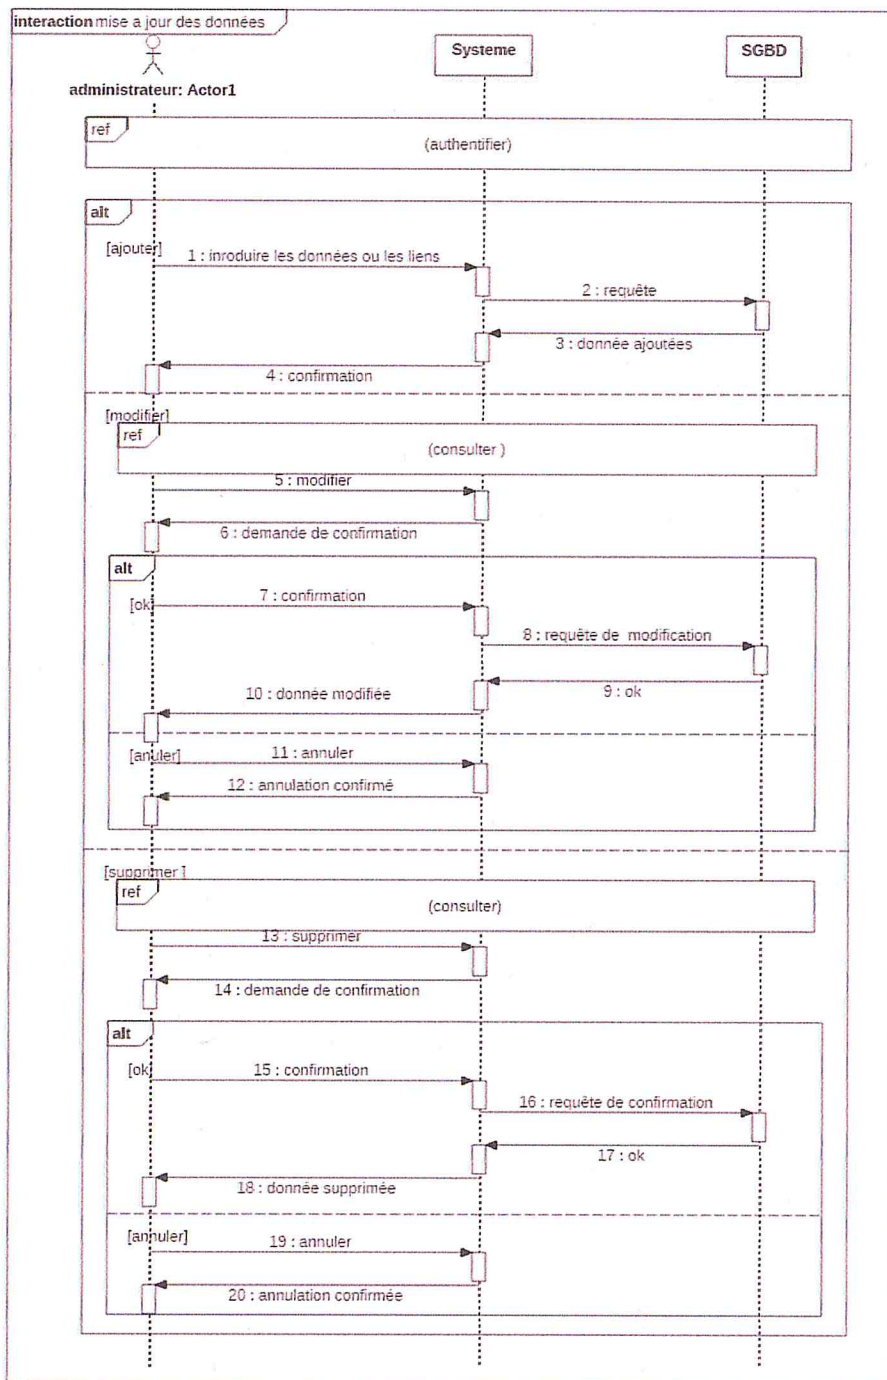 interaction mise a jour des données
Systeme
SGBD
administrateur: Actor1
ref
(authentifier)
alt
[ajouter]
1 : inroduire les données ou les liens
2 : requête
3 : donnée ajoutées
4 : confirmation
[modifier]
ref
(consulter )
5 : modifier
6 : demande de confirmation
alt
[ok]
7 : confirmation
8 : requête de modification
9 : ok
10 : donnée modifiée
[anuler]
11 : annuler
12 : annulation confirmé
[supprimer ]
ref
(consulter)
13 : supprimer
14 : demande de confirmation
alt
[ok]
15 : confirmation
16 : requête de confirmation
17 : ok
18 : donnée supprimée
[annuler]
19 : annuler
20 : annulation confirmée